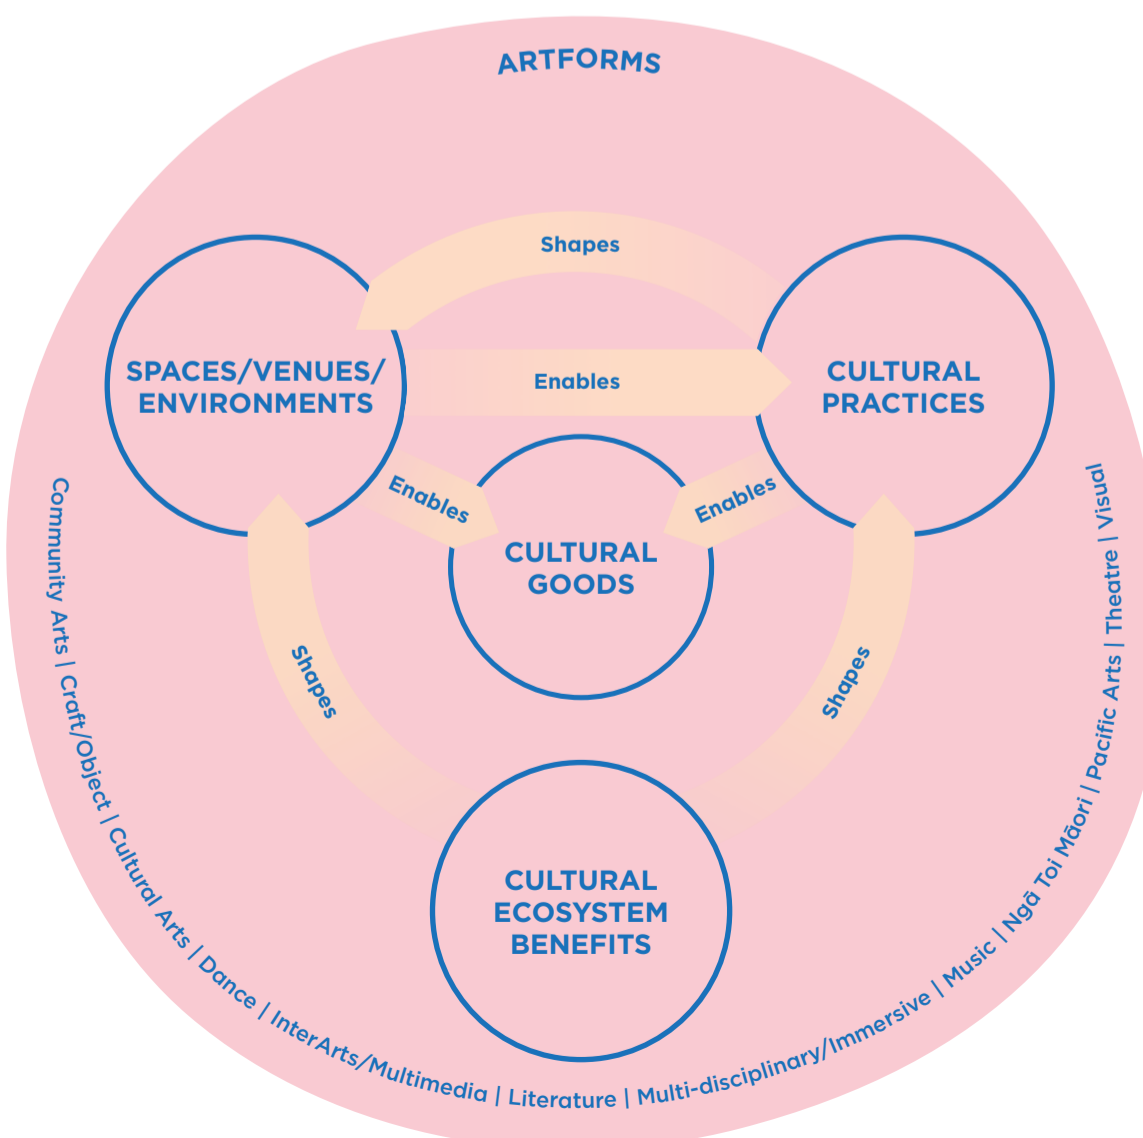 ARTFORMS
Shapes
SPACES/VENUES/
ENVIRONMENTS
Enables
CULTURAL
PRACTICES
Enables
Enables
CULTURAL
GOODS
Shapes
Shapes
CULTURAL
ECOSYSTEM
BENEFITS
Community Arts | Craft/Object | Cultural Arts | Dance | InterArts/Multimedia | Literature | Multi-disciplinary/Immersive | Music | Ngā Toi Māori | Pacific Arts | Theatre | Visual